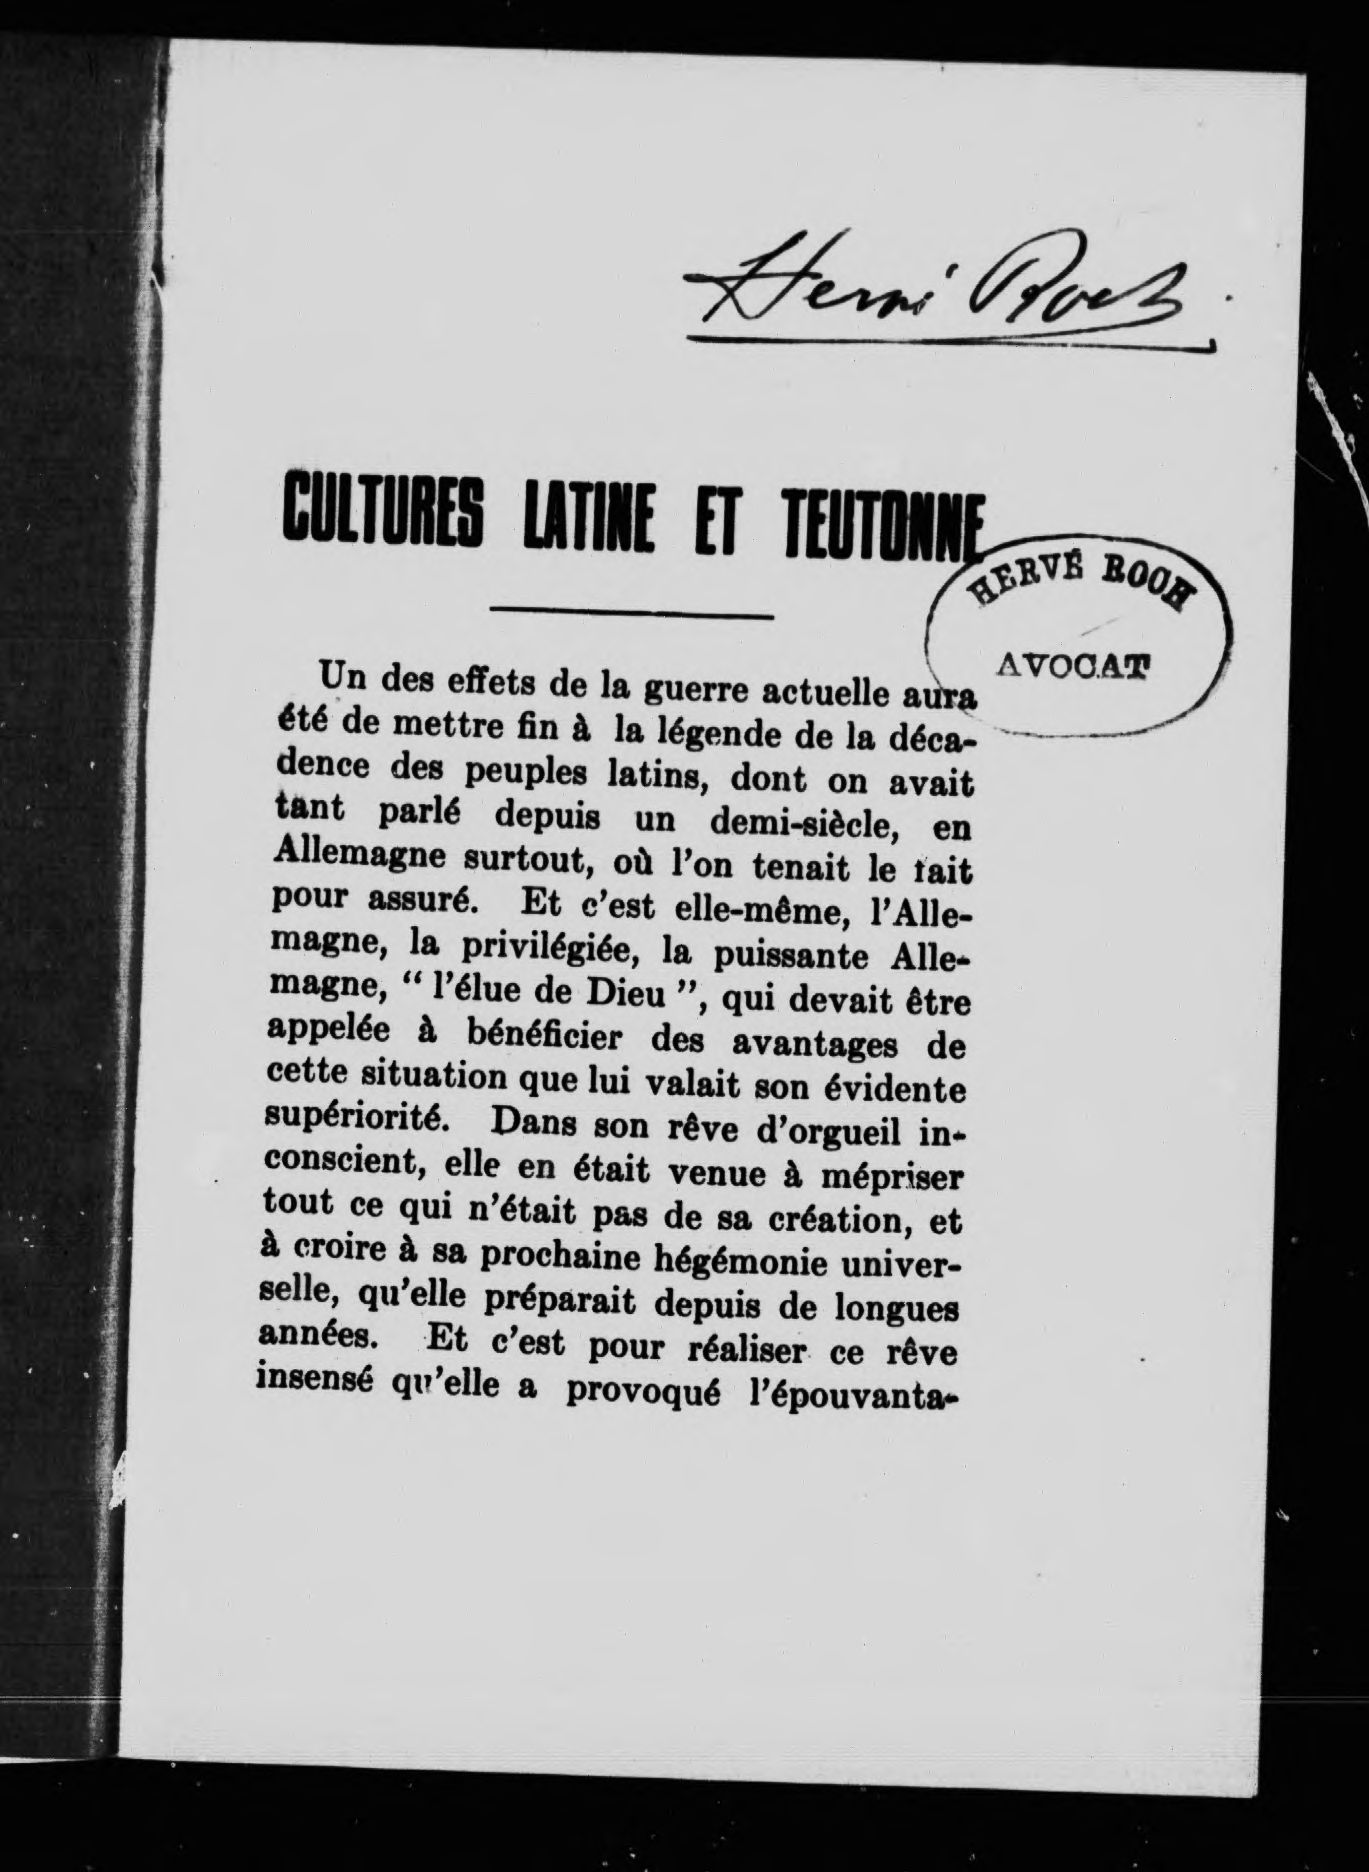 Hervé Roch
CULTURES LATINE ET TEUTONNE
HERVÉ ROCH
AVOCAT
Un des effets de la guerre actuelle aura
été de mettre fin à la légende de la déca-
dence des peuples latins, dont on avait
tant parlé depuis un demi-siècle, en
Allemagne surtout, où l'on tenait le fait
pour assuré. Et c'est elle-même, l'Alle-
magne, la privilégiée, la puissante Alle-
magne, “ l'élue de Dieu ”, qui devait être
appelée à bénéficier des avantages de
cette situation que lui valait son évidente
supériorité. Dans son rêve d'orgueil in-
conscient, elle en était venue à mépriser
tout ce qui n'était pas de sa création, et
à croire à sa prochaine hégémonie univer-
selle, qu'elle préparait depuis de longues
années. Et c'est pour réaliser ce rêve
insensé qu'elle a provoqué l'épouvanta-